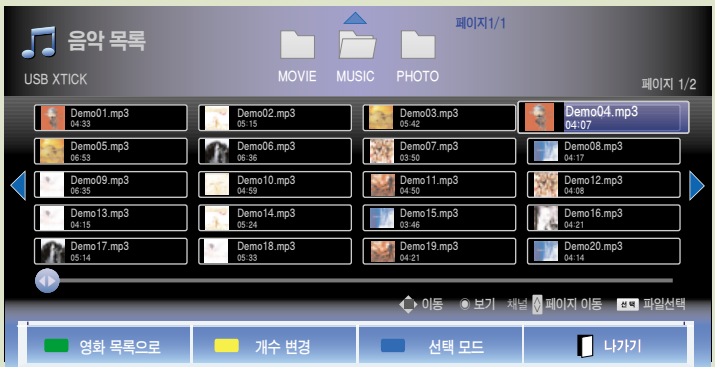 페이지1/1
음악 목록
USB XTICK
MOVIE MUSIC PHOTO
페이지 1/2
Demo01.mp3 Demo02.mp3 Demo03.mp3 Demo04.mp3
04:33 05:15 05:42 04:07
Demo05.mp3 Demo06.mp3 Demo07.mp3 Demo08.mp3
06:53 06:36 03:50 04:17
Demo09.mp3 Demo10.mp3 Demo11.mp3 Demo12.mp3
06:35 04:59 04:50 04:08
Demo13.mp3 Demo14.mp3 Demo15.mp3 Demo16.mp3
04:15 05:24 03:46 04:21
Demo17.mp3 Demo18.mp3 Demo19.mp3 Demo20.mp3
05:14 05:33 04:21 04:14
이동 보기 채널 페이지 이동 선택 파일선택
영화 목록으로 개수 변경 선택 모드 나가기